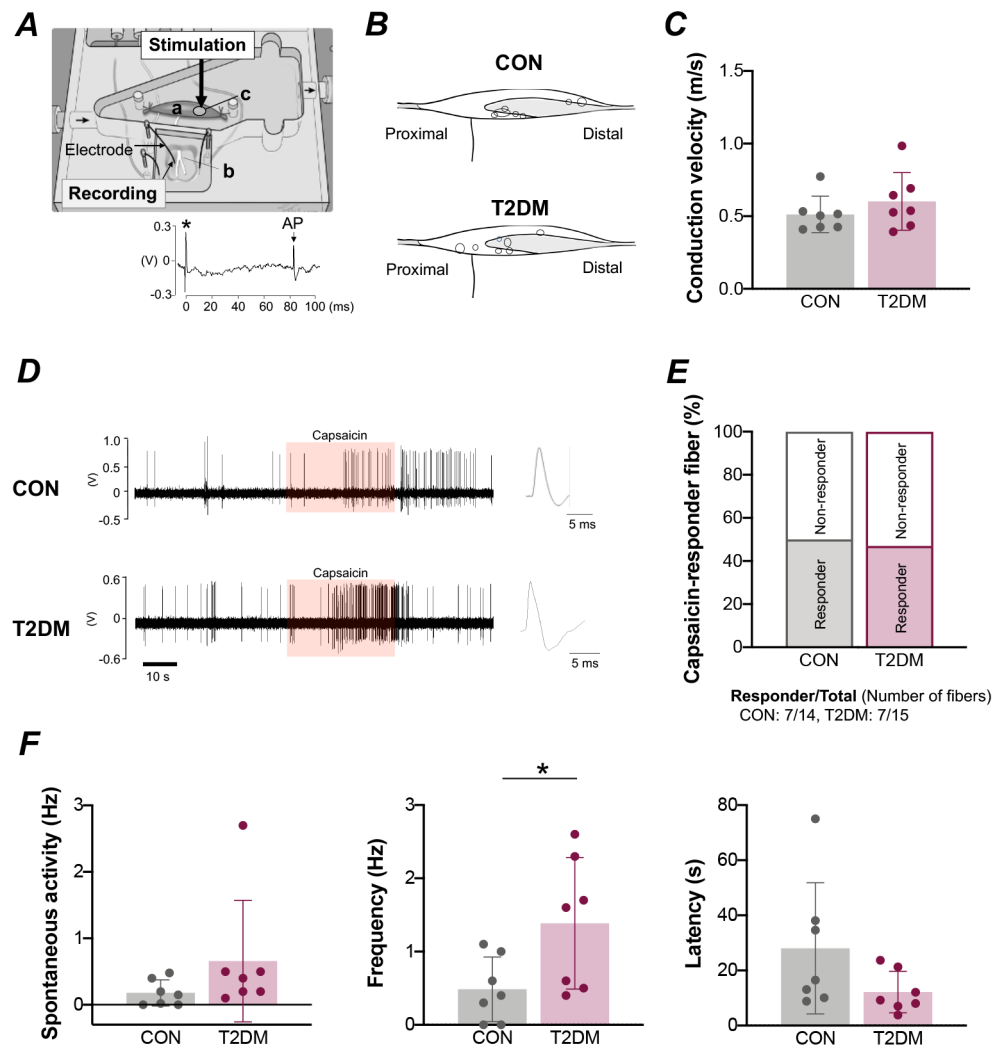 A
Stimulation
a
c
b
Electrode
Recording
0.3
(V)
0
-0.3
*
AP
0
20
40
60
80
100
(ms)
B
CON
Proximal
Distal
T2DM
Proximal
Distal
C
Conduction velocity (m/s)
1.5
1.0
0.5
0.0
CON
T2DM
D
CON
(V)
1.0
0.5
0
-0.5
Capsaicin
5 ms
T2DM
(V)
0.6
0
-0.6
Capsaicin
5 ms
10 s
E
Capsaicin-responder fiber (%)
100
80
60
40
20
0
Non-responder
Responder
Non-responder
Responder
CON
T2DM
Responder/Total (Number of fibers)
CON: 7/14, T2DM: 7/15
F
Spontaneous activity (Hz)
3
2
1
0
CON
T2DM
Frequency (Hz)
3
2
1
0
*
CON
T2DM
Latency (s)
80
60
40
20
0
CON
T2DM